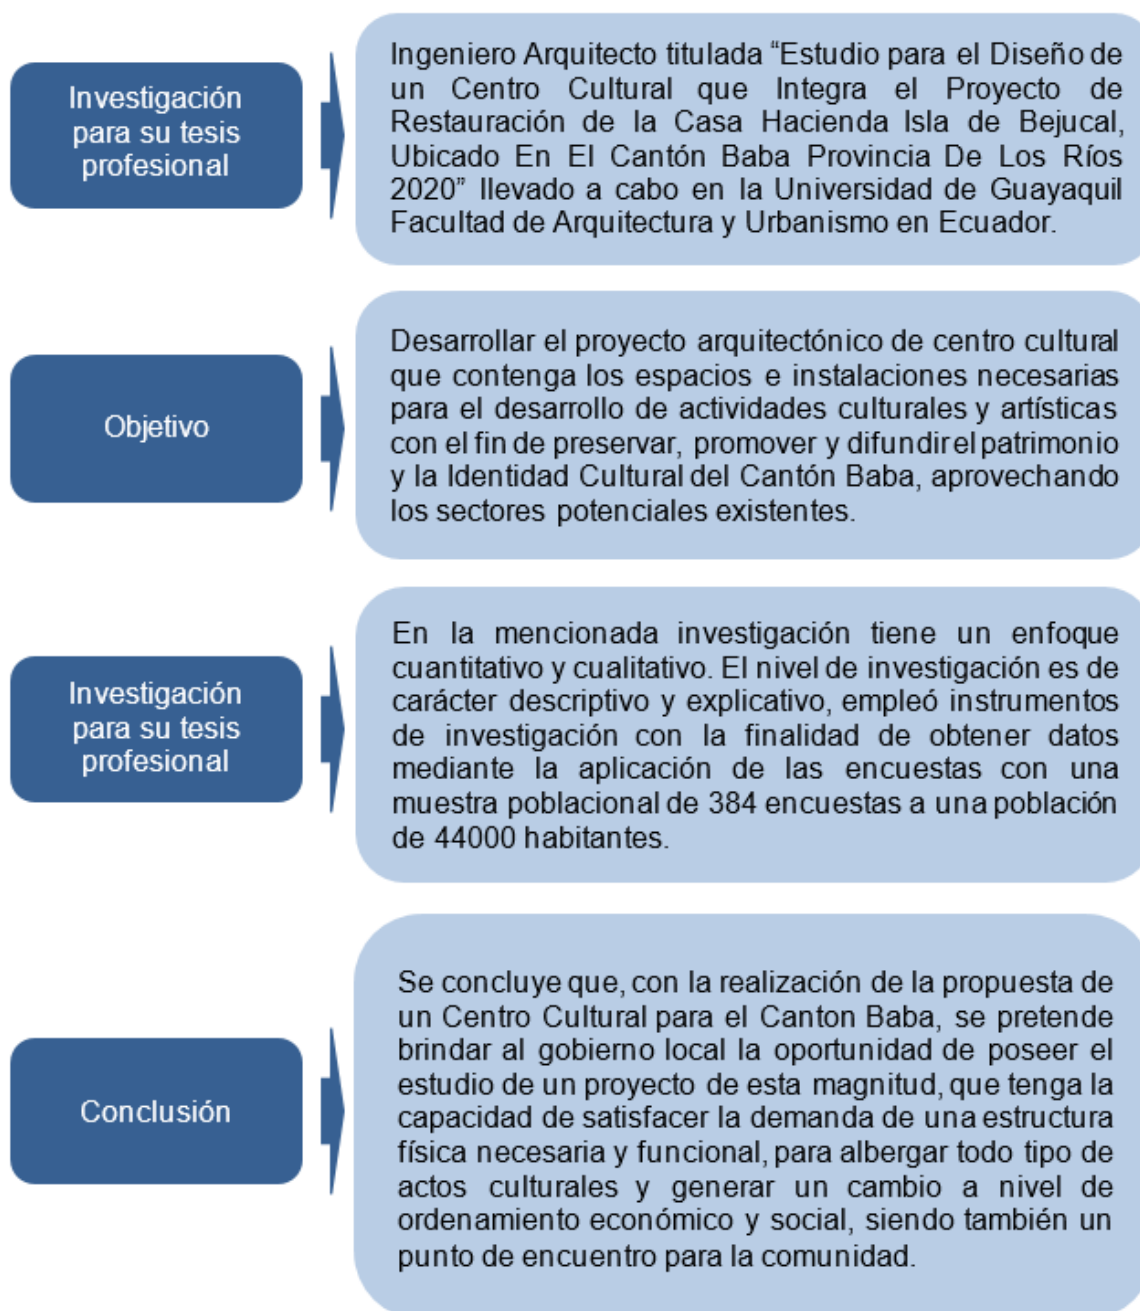 Investigación
para su tesis
profesional
Ingeniero Arquitecto titulada “Estudio para el Diseño de
un Centro Cultural que Integra el Proyecto de
Restauración de la Casa Hacienda Isla de Bejucal,
Ubicado En El Cantón Baba Provincia De Los Ríos
2020” llevado a cabo en la Universidad de Guayaquil
Facultad de Arquitectura y Urbanismo en Ecuador.
Objetivo
Desarrollar el proyecto arquitectónico de centro cultural
que contenga los espacios e instalaciones necesarias
para el desarrollo de actividades culturales y artísticas
con el fin de preservar, promover y difundir el patrimonio
y la Identidad Cultural del Cantón Baba, aprovechando
los sectores potenciales existentes.
Investigación
para su tesis
profesional
En la mencionada investigación tiene un enfoque
cuantitativo y cualitativo. El nivel de investigación es de
carácter descriptivo y explicativo, empleó instrumentos
de investigación con la finalidad de obtener datos
mediante la aplicación de las encuestas con una
muestra poblacional de 384 encuestas a una población
de 44000 habitantes.
Conclusión
Se concluye que, con la realización de la propuesta de
un Centro Cultural para el Canton Baba, se pretende
brindar al gobierno local la oportunidad de poseer el
estudio de un proyecto de esta magnitud, que tenga la
capacidad de satisfacer la demanda de una estructura
física necesaria y funcional, para albergar todo tipo de
actos culturales y generar un cambio a nivel de
ordenamiento económico y social, siendo también un
punto de encuentro para la comunidad.